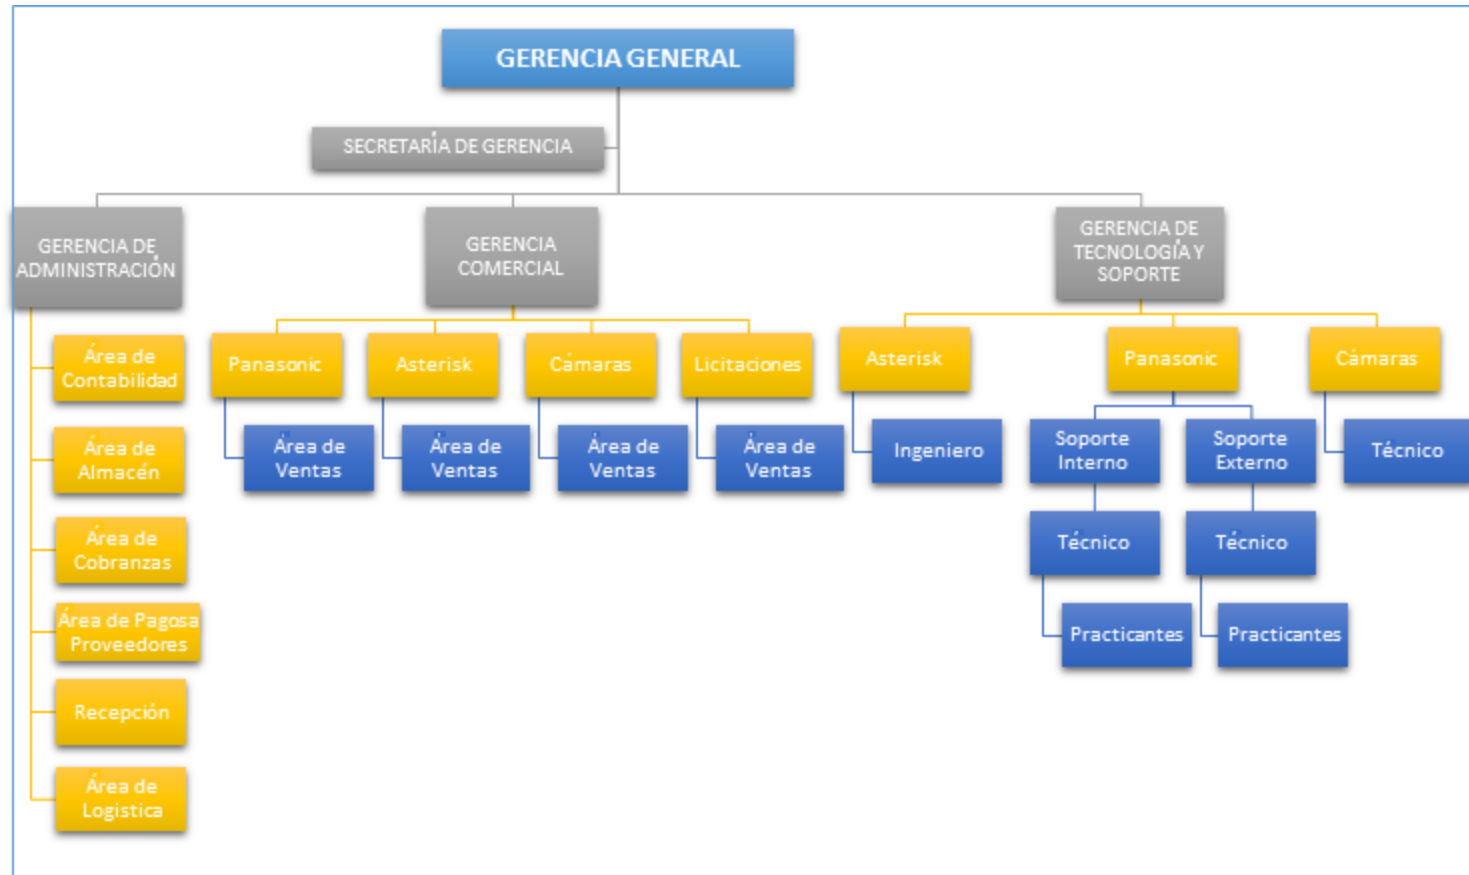 GERENCIA GENERAL
SECRETARÍA DE GERENCIA
GERENCIA DE
ADMINISTRACIÓN
GERENCIA
COMERCIAL
GERENCIA DE
TECNOLOGÍA Y
SOPORTE
Área de
Contabilidad
Área de
Almacén
Área de
Cobranzas
Área de Pagosa
Proveedores
Recepción
Área de
Logistica
Panasonic
Asterisk
Cámaras
Licitaciones
Área de
Ventas
Área de
Ventas
Área de
Ventas
Área de
Ventas
Asterisk
Panasonic
Cámaras
Ingeniero
Soporte
Interno
Soporte
Externo
Técnico
Técnico
Técnico
Practicantes
Practicantes